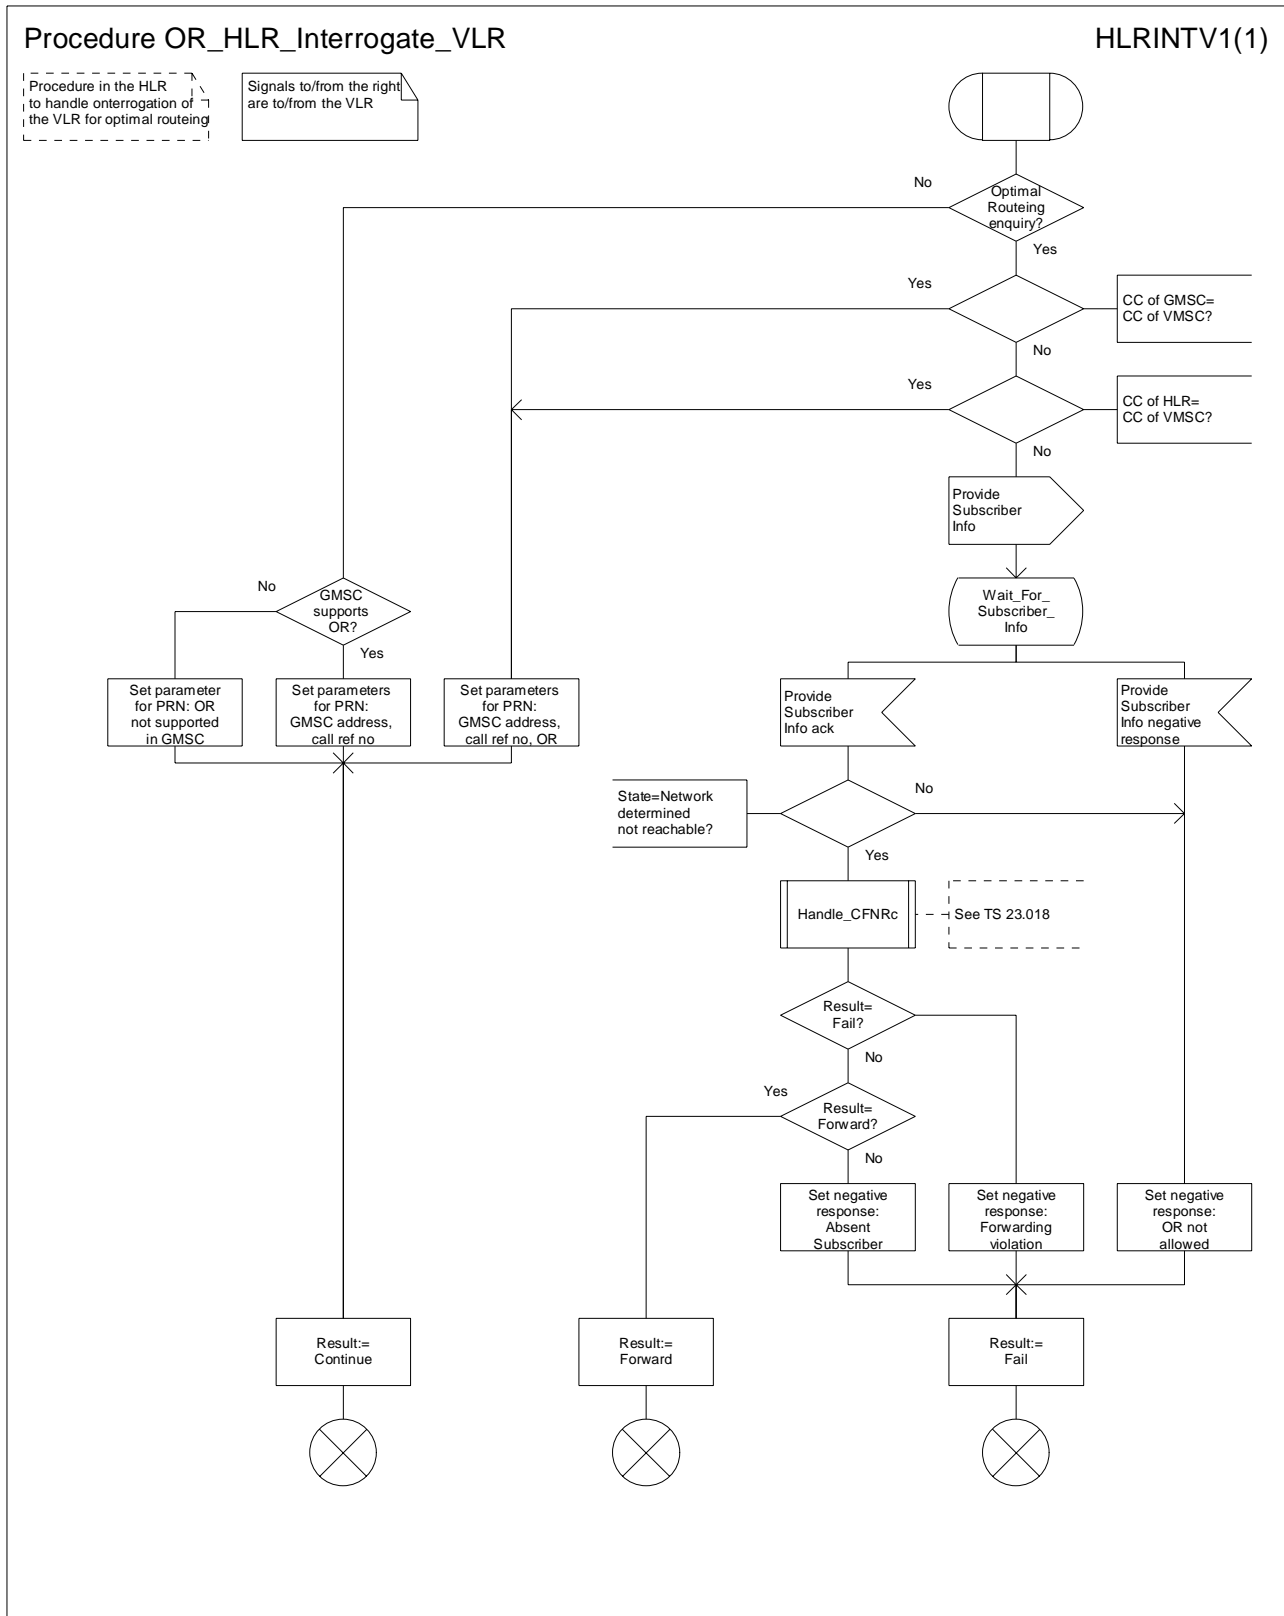 Procedure OR_HLR_Interrogate_VLR
HLRINTV1(1)
Procedure in the HLR
to handle onterrogation of
the VLR for optimal routeing
Signals to/from the right
are to/from the VLR
No
Optimal
Routeing
enquiry?
Yes
Yes
CC of GMSC=
CC of VMSC?
No
Yes
CC of HLR=
CC of VMSC?
No
Provide
Subscriber
Info
No
GMSC
supports
OR?
Yes
Wait_For_
Subscriber_
Info
Set parameter
for PRN: OR
not supported
in GMSC
Set parameters
for PRN:
GMSC address,
call ref no
Set parameters
for PRN:
GMSC address,
call ref no, OR
Provide
Subscriber
Info ack
Provide
Subscriber
Info negative
response
State=Network
determined
not reachable?
No
Yes
Handle_CFNRc
See TS 23.018
Result=
Fail?
No
Yes
Result=
Forward?
No
Set negative
response:
Absent
Subscriber
Set negative
response:
Forwarding
violation
Set negative
response:
OR not
allowed
Result:=
Continue
Result:=
Forward
Result:=
Fail